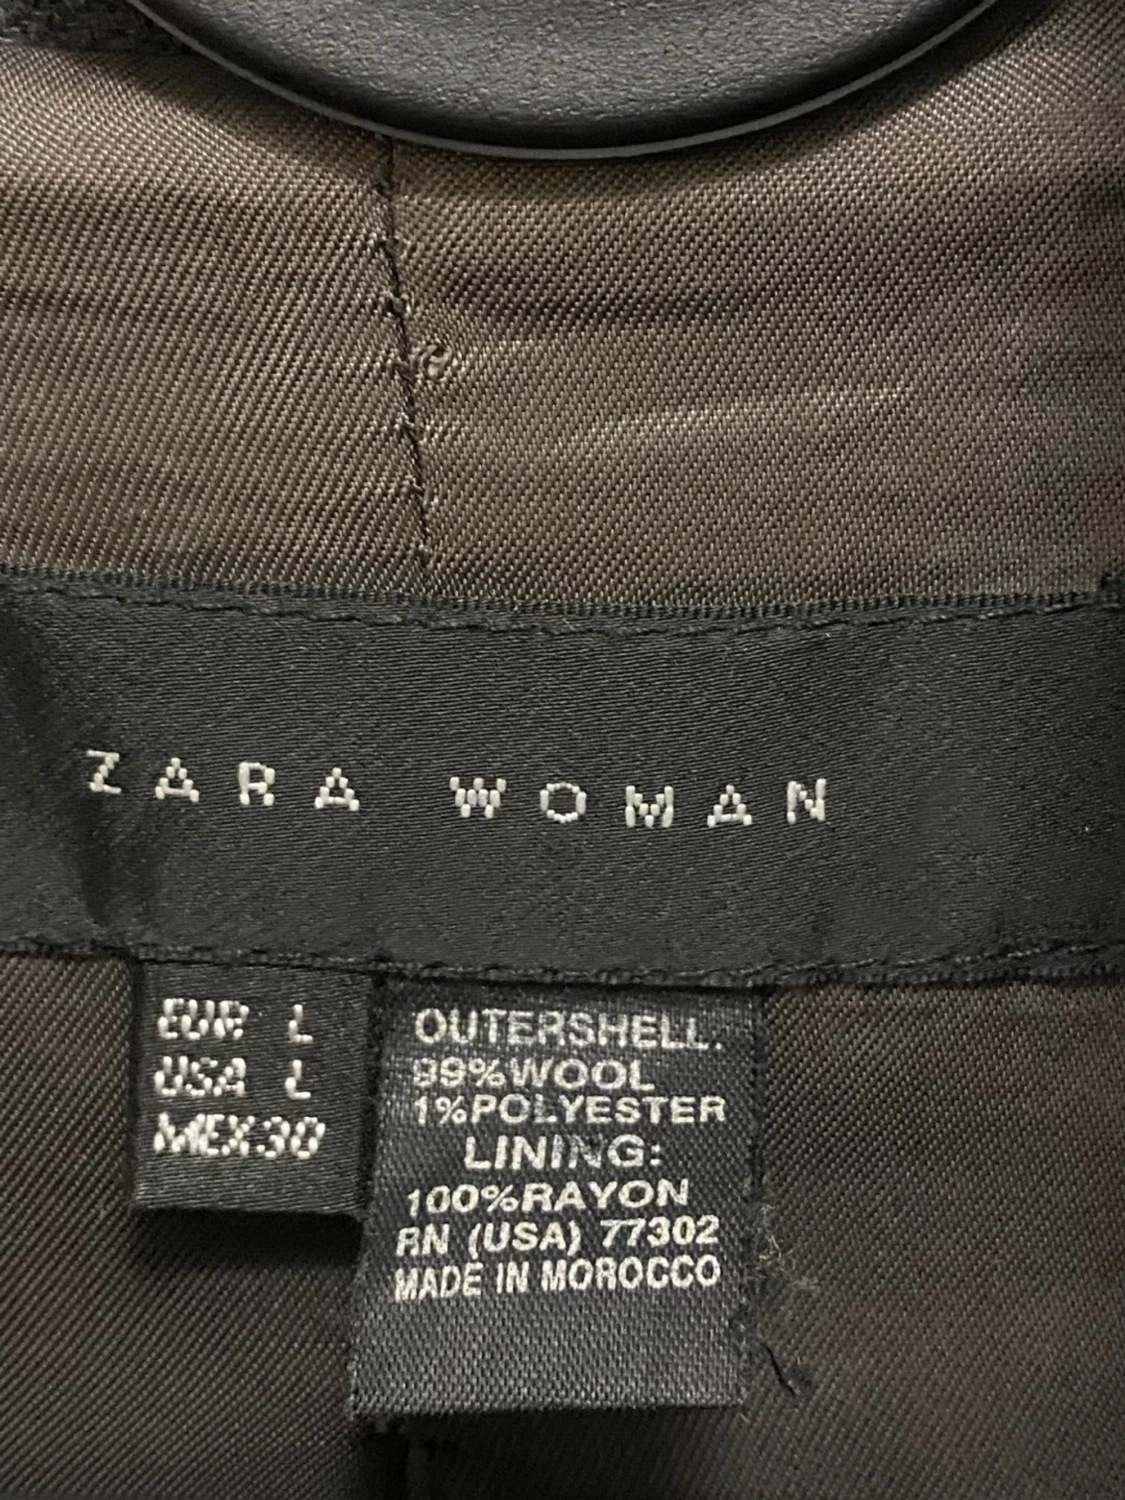 ZARA WOMAN
EUR L
USA L
MEX30
OUTERSHELL.
99%WOOL
1%POLYESTER
LINING:
100%RAYON
RN (USA) 77302
MADE IN MOROCCO